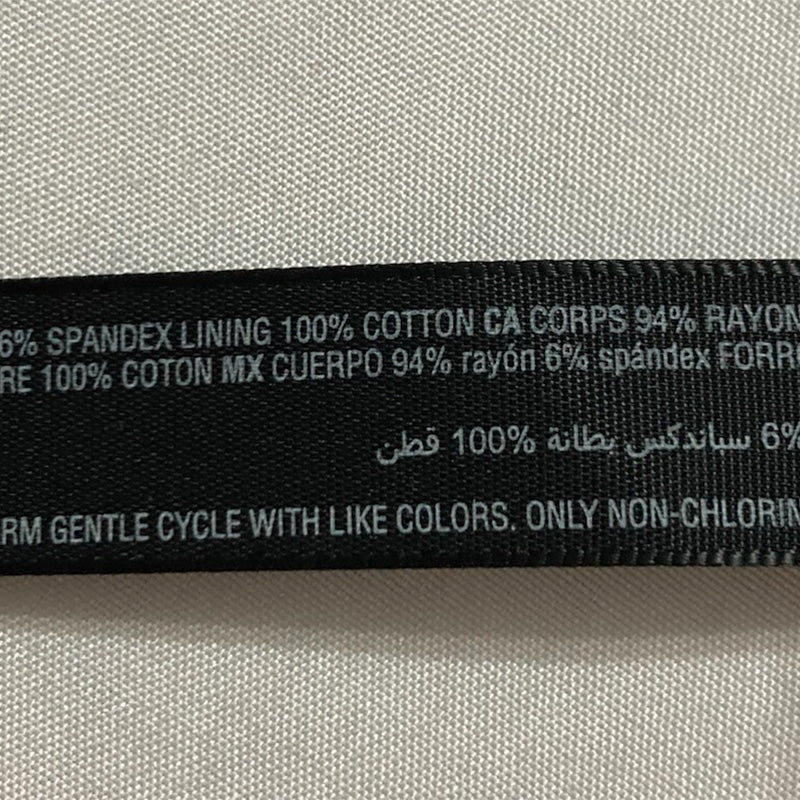 6% SPANDEX LINING 100% COTTON CA CORPS 94% RAYON
RE 100% COTON MX CUERPO 94% rayón 6% spándex FORR
6% سباندكس بطانة 100% قطن
RM GENTLE CYCLE WITH LIKE COLORS. ONLY NON-CHLORIN